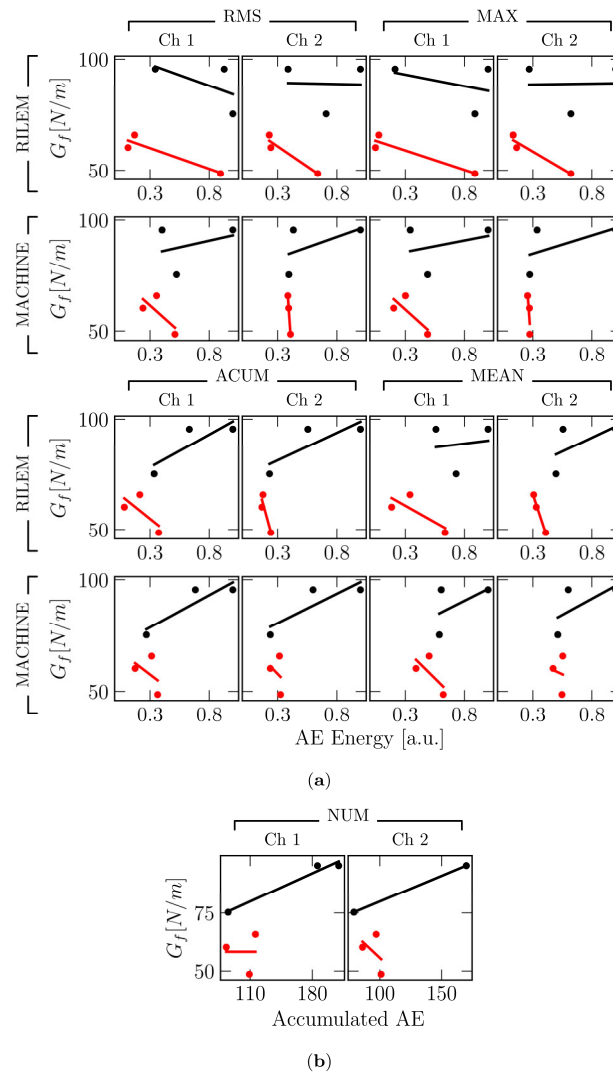 RMS MAX
Ch 1 Ch 2 Ch 1 Ch 2
RILEM
G_f[N/m]
100
50
0.3 0.8 0.3 0.8 0.3 0.8 0.3 0.8
MACHINE
G_f[N/m]
100
50
0.3 0.8 0.3 0.8 0.3 0.8 0.3 0.8
ACUM MEAN
Ch 1 Ch 2 Ch 1 Ch 2
RILEM
G_f[N/m]
100
50
0.3 0.8 0.3 0.8 0.3 0.8 0.3 0.8
MACHINE
G_f[N/m]
100
50
0.3 0.8 0.3 0.8 0.3 0.8 0.3 0.8
AE Energy [a.u.]
(a)
NUM
Ch 1 Ch 2
G_f[N/m]
75
50
110 180 100 150
Accumulated AE
(b)